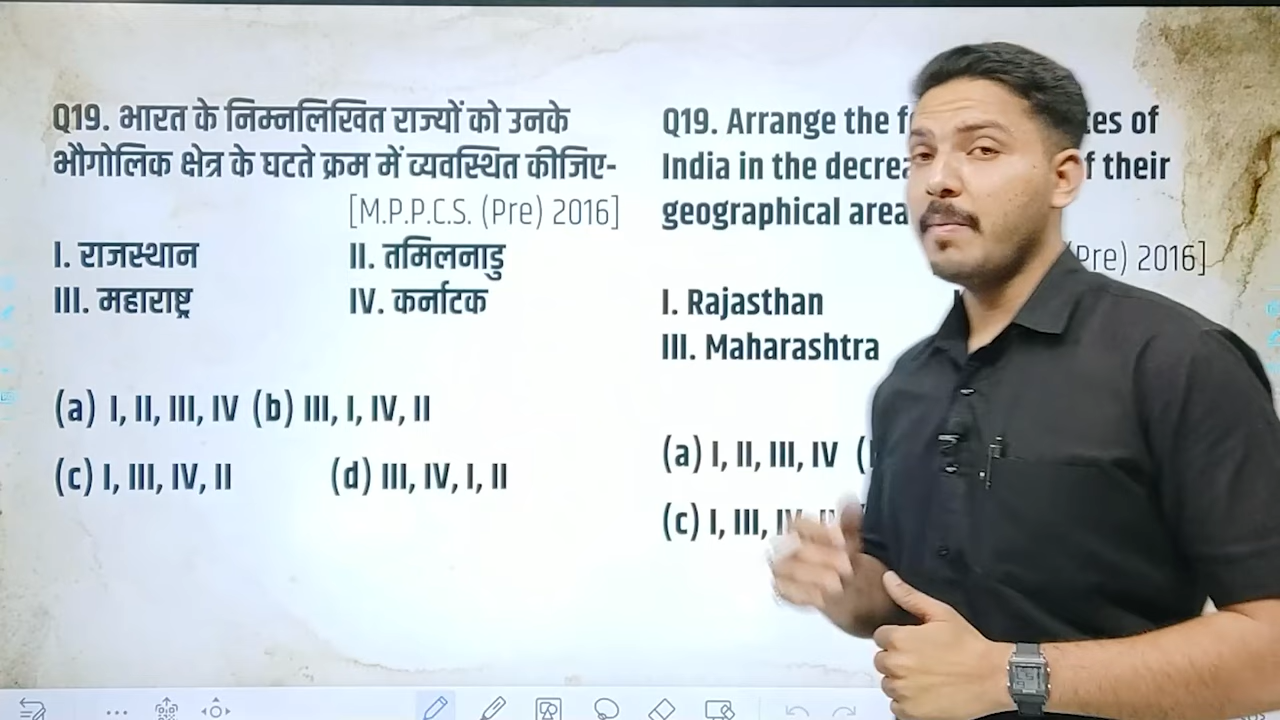 Q19. भारत के निम्नलिखित राज्यों को उनके
भौगोलिक क्षेत्र के घटते क्रम में व्यवस्थित कीजिए-
[M.P.P.C.S. (Pre) 2016]
I. राजस्थान II. तमिलनाडु
III. महाराष्ट्र IV. कर्नाटक
(a) I, II, III, IV (b) III, I, IV, II
(c) I, III, IV, II (d) III, IV, I, II
Q19. Arrange the of
India in the their
geographical area
(Pre) 2016]
I. Rajasthan
III. Maharashtra
(a) I, II, III, IV
(c) I, III, IV